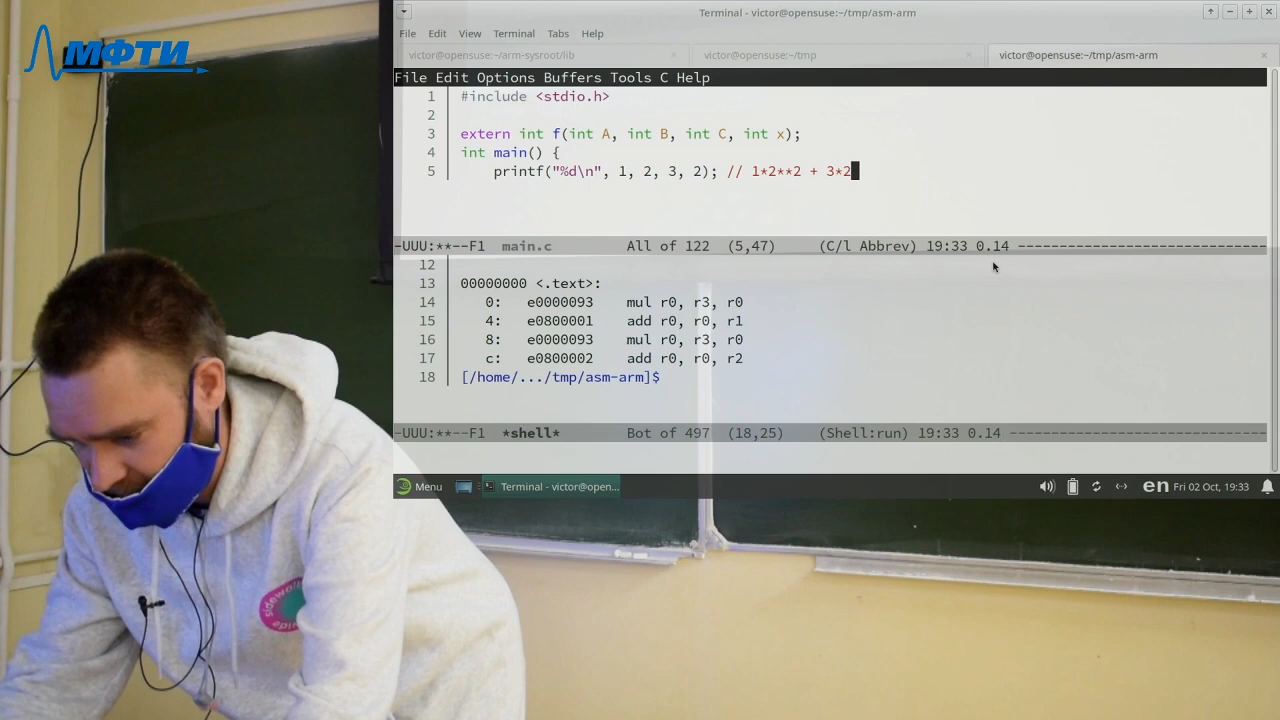 МФТИ
Terminal - victor@opensuse:~/tmp/asm-arm
File Edit View Terminal Tabs Help
victor@opensuse:~/arm-sysroot/lib victor@opensuse:~/tmp victor@opensuse:~/tmp/asm-arm
File Edit Options Buffers Tools C Help
1 #include <stdio.h>
2
3 extern int f(int A, int B, int C, int x);
4 int main() {
5 printf("%d\n", 1, 2, 3, 2); // 1*2**2 + 3*2
-UUU:**--F1 main.c All of 122 (5,47) (C/l Abbrev) 19:33 0.14 ----------------------------
12
13 00000000 <.text>:
14 0: e0000093 mul r0, r3, r0
15 4: e0800001 add r0, r0, r1
16 8: e0000093 mul r0, r3, r0
17 c: e0800002 add r0, r0, r2
18 [/home/.../tmp/asm-arm]$
-UUU:**--F1 *shell* Bot of 497 (18,25) (Shell:run) 19:33 0.14 ----------------------------
Menu Terminal - victor@open... en Fri 02 Oct, 19:33
sidewalk